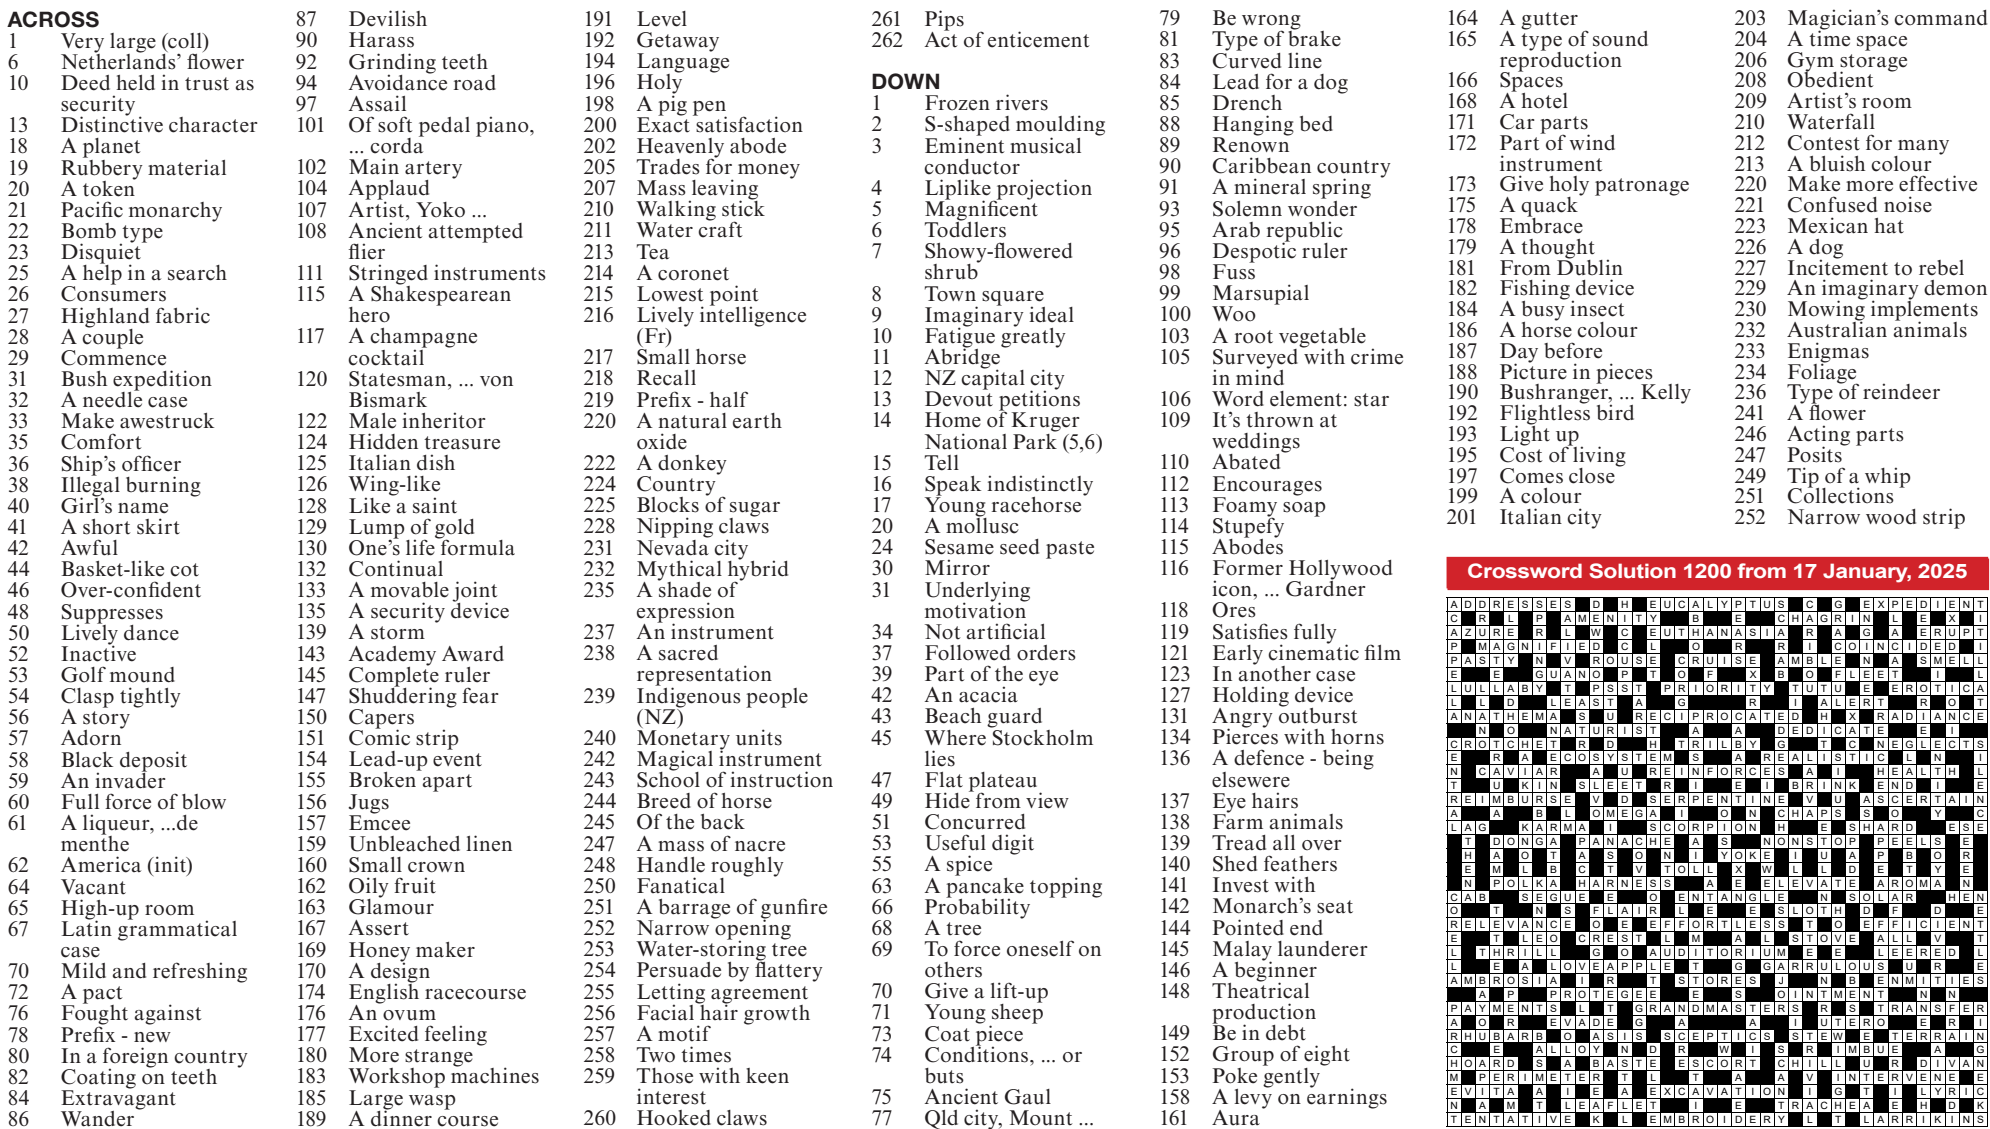 ACROSS
1 Very large (coll)
6 Netherlands' flower
10 Deed held in trust as
security
13 Distinctive character
18 A planet
19 Rubbery material
20 A token
21 Pacific monarchy
22 Bomb type
23 Disquiet
25 A help in a search
26 Consumers
27 Highland fabric
28 A couple
29 Commence
31 Bush expedition
32 A needle case
33 Make awestruck
35 Comfort
36 Ship's officer
38 Illegal burning
40 Girl's name
41 A short skirt
42 Awful
44 Basket-like cot
46 Over-confident
48 Suppresses
50 Lively dance
52 Inactive
53 Golf mound
54 Clasp tightly
56 A story
57 Adorn
58 Black deposit
59 An invader
60 Full force of blow
61 A liqueur, ...de
menthe
62 America (init)
64 Vacant
65 High-up room
67 Latin grammatical
case
70 Mild and refreshing
72 A pact
76 Fought against
78 Prefix - new
80 In a foreign country
82 Coating on teeth
84 Extravagant
86 Wander
87 Devilish
90 Harass
92 Grinding teeth
94 Avoidance road
97 Assail
101 Of soft pedal piano,
... corda
102 Main artery
104 Applaud
107 Artist, Yoko ...
108 Ancient attempted
flier
111 Stringed instruments
115 A Shakespearean
hero
117 A champagne
cocktail
120 Statesman, ... von
Bismark
122 Male inheritor
124 Hidden treasure
125 Italian dish
126 Wing-like
128 Like a saint
129 Lump of gold
130 One's life formula
132 Continual
133 A movable joint
135 A security device
139 A storm
143 Academy Award
145 Complete ruler
147 Shuddering fear
150 Capers
151 Comic strip
154 Lead-up event
155 Broken apart
156 Jugs
157 Emcee
159 Unbleached linen
160 Small crown
162 Oily fruit
163 Glamour
167 Assert
169 Honey maker
170 A design
174 English racecourse
176 An ovum
177 Excited feeling
180 More strange
183 Workshop machines
185 Large wasp
189 A dinner course
191 Level
192 Getaway
194 Language
196 Holy
198 A pig pen
200 Exact satisfaction
202 Heavenly abode
205 Trades for money
207 Mass leaving
210 Walking stick
211 Water craft
213 Tea
214 A coronet
215 Lowest point
216 Lively intelligence
(Fr)
217 Small horse
218 Recall
219 Prefix - half
220 A natural earth
oxide
222 A donkey
224 Country
225 Blocks of sugar
228 Nipping claws
231 Nevada city
232 Mythical hybrid
235 A shade of
expression
237 An instrument
238 A sacred
representation
239 Indigenous people
(NZ)
240 Monetary units
242 Magical instrument
243 School of instruction
244 Breed of horse
245 Of the back
247 A mass of nacre
248 Handle roughly
250 Fanatical
251 A barrage of gunfire
252 Narrow opening
253 Water-storing tree
254 Persuade by flattery
255 Letting agreement
256 Facial hair growth
257 A motif
258 Two times
259 Those with keen
interest
260 Hooked claws
261 Pips
262 Act of enticement
DOWN
1 Frozen rivers
2 S-shaped moulding
3 Eminent musical
conductor
4 Liplike projection
5 Magnificent
6 Toddlers
7 Showy-flowered
shrub
8 Town square
9 Imaginary ideal
10 Fatigue greatly
11 Abridge
12 NZ capital city
13 Devout petitions
14 Home of Kruger
National Park (5,6)
15 Tell
16 Speak indistinctly
17 Young racehorse
20 A mollusc
24 Sesame seed paste
30 Mirror
31 Underlying
motivation
34 Not artificial
37 Followed orders
39 Part of the eye
42 An acacia
43 Beach guard
45 Where Stockholm
lies
47 Flat plateau
49 Hide from view
51 Concurred
53 Useful digit
55 A spice
63 A pancake topping
66 Probability
68 A tree
69 To force oneself on
others
70 Give a lift-up
71 Young sheep
73 Coat piece
74 Conditions, ... or
buts
75 Ancient Gaul
77 Qld city, Mount ...
79 Be wrong
81 Type of brake
83 Curved line
84 Lead for a dog
85 Drench
88 Hanging bed
89 Renown
90 Caribbean country
91 A mineral spring
93 Solemn wonder
95 Arab republic
96 Despotic ruler
98 Fuss
99 Marsupial
100 Woo
103 A root vegetable
105 Surveyed with crime
in mind
106 Word element: star
109 It's thrown at
weddings
110 Abated
112 Encourages
113 Foamy soap
114 Stupefy
115 Abodes
116 Former Hollywood
icon, ... Gardner
118 Ores
119 Satisfies fully
121 Early cinematic film
123 In another case
127 Holding device
131 Angry outburst
134 Pierces with horns
136 A defence - being
elsewere
137 Eye hairs
138 Farm animals
139 Tread all over
140 Shed feathers
141 Invest with
142 Monarch's seat
144 Pointed end
145 Malay launderer
146 A beginner
148 Theatrical
production
149 Be in debt
152 Group of eight
153 Poke gently
158 A levy on earnings
161 Aura
164 A gutter
165 A type of sound
reproduction
166 Spaces
168 A hotel
171 Car parts
172 Part of wind
instrument
173 Give holy patronage
175 A quack
178 Embrace
179 A thought
181 From Dublin
182 Fishing device
184 A busy insect
186 A horse colour
187 Day before
188 Picture in pieces
190 Bushranger, ... Kelly
192 Flightless bird
193 Light up
195 Cost of living
197 Comes close
199 A colour
201 Italian city
203 Magician's command
204 A time space
206 Gym storage
208 Obedient
209 Artist's room
210 Waterfall
212 Contest for many
213 A bluish colour
220 Make more effective
221 Confused noise
223 Mexican hat
226 A dog
227 Incitement to rebel
229 An imaginary demon
230 Mowing implements
232 Australian animals
233 Enigmas
234 Foliage
236 Type of reindeer
241 A flower
246 Acting parts
247 Posits
249 Tip of a whip
251 Collections
252 Narrow wood strip
Crossword Solution 1200 from 17 January, 2025